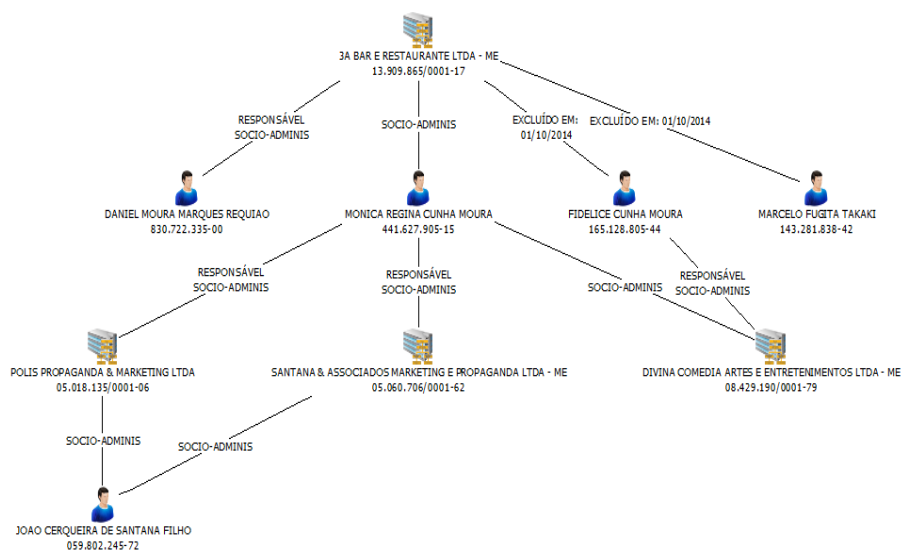 3A BAR E RESTAURANTE LTDA - ME
13.909.865/0001-17
RESPONSÁVEL
SOCIO-ADMINIS
SOCIO-ADMINIS
EXCLUÍDO EM:
01/10/2014
EXCLUÍDO EM: 01/10/2014
DANIEL MOURA MARQUES REQUIAO
830.722.335-00
MONICA REGINA CUNHA MOURA
441.627.905-15
FIDELICE CUNHA MOURA
165.128.805-44
MARCELO FUGITA TAKAKI
143.281.838-42
RESPONSÁVEL
SOCIO-ADMINIS
RESPONSÁVEL
SOCIO-ADMINIS
SOCIO-ADMINIS
RESPONSÁVEL
SOCIO-ADMINIS
POLIS PROPAGANDA & MARKETING LTDA
05.018.135/0001-06
SANTANA & ASSOCIADOS MARKETING E PROPAGANDA LTDA - ME
05.060.706/0001-62
DIVINA COMEDIA ARTES E ENTRETENIMENTOS LTDA - ME
08.429.190/0001-79
SOCIO-ADMINIS
SOCIO-ADMINIS
JOAO CERQUEIRA DE SANTANA FILHO
059.802.245-72